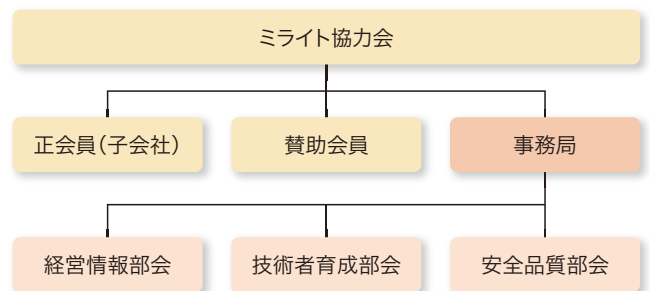 ミライト協力会
正会員(子会社)
賛助会員
事務局
経営情報部会
技術者育成部会
安全品質部会